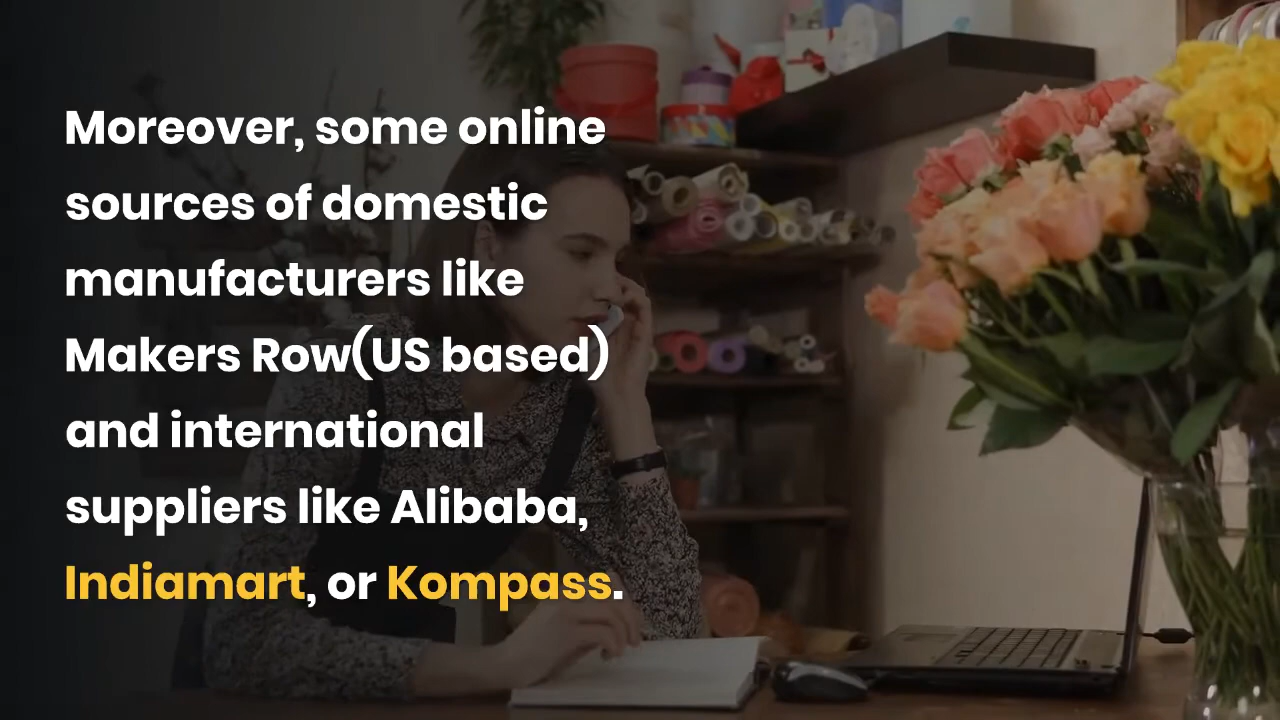 Moreover, some online
sources of domestic
manufacturers like
Makers Row(US based)
and international
suppliers like Alibaba,
Indiamart, or Kompass.